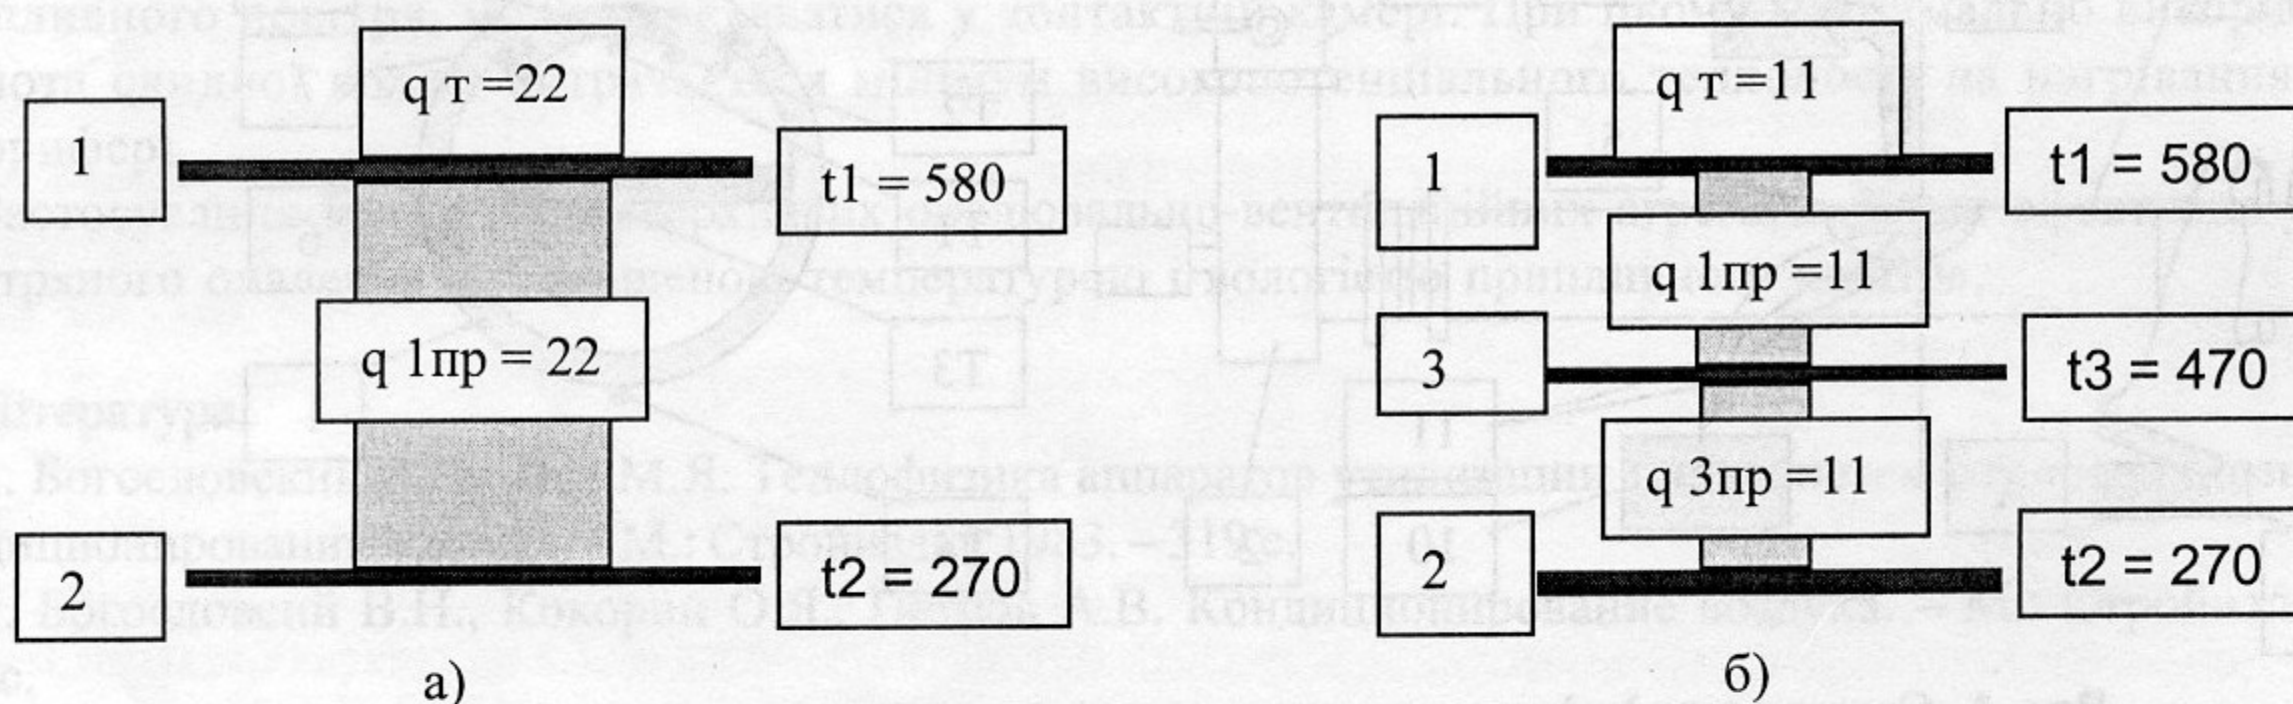 q т =22
1
t1 = 580
q 1пр = 22
2
t2 = 270
а)
q т =11
1
t1 = 580
q 1пр =11
3
t3 = 470
q 3пр =11
2
t2 = 270
б)